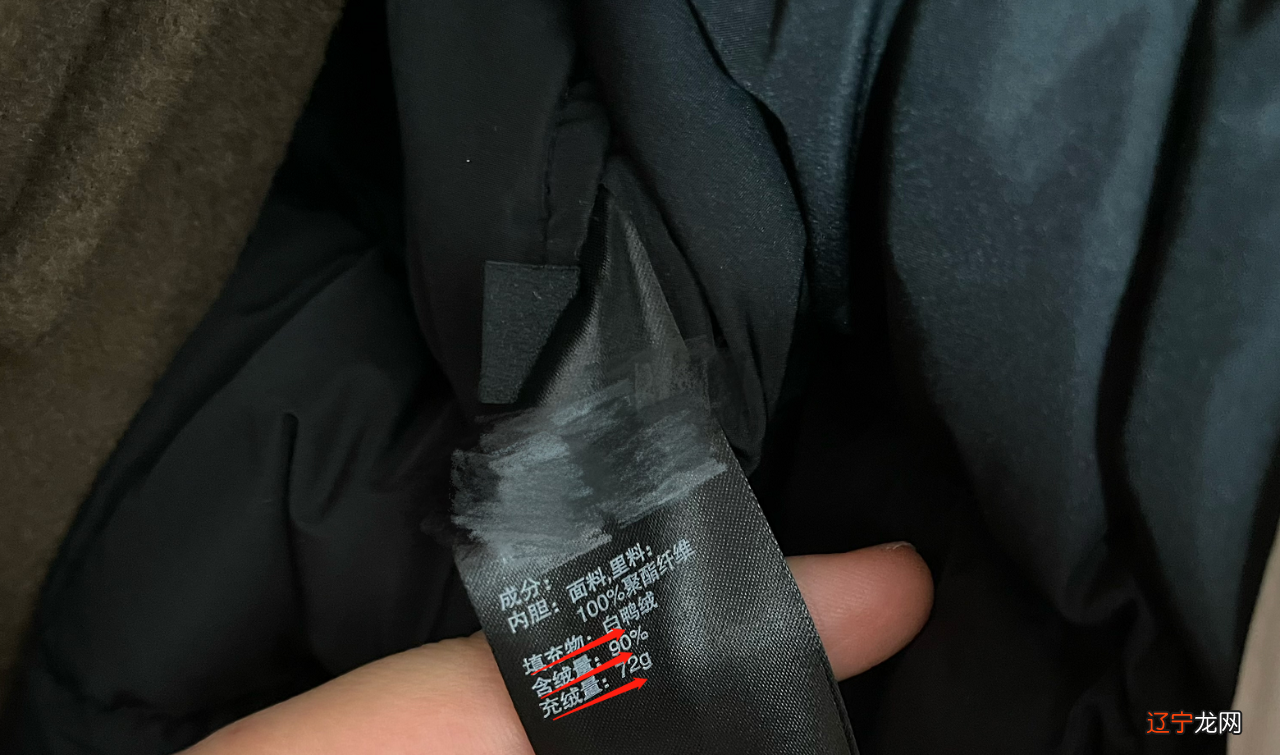 成分：面料,里料：
内胆：100%聚酯纤维
填充物：白鸭绒
含绒量：90%
充绒量：72g
辽宁龙网